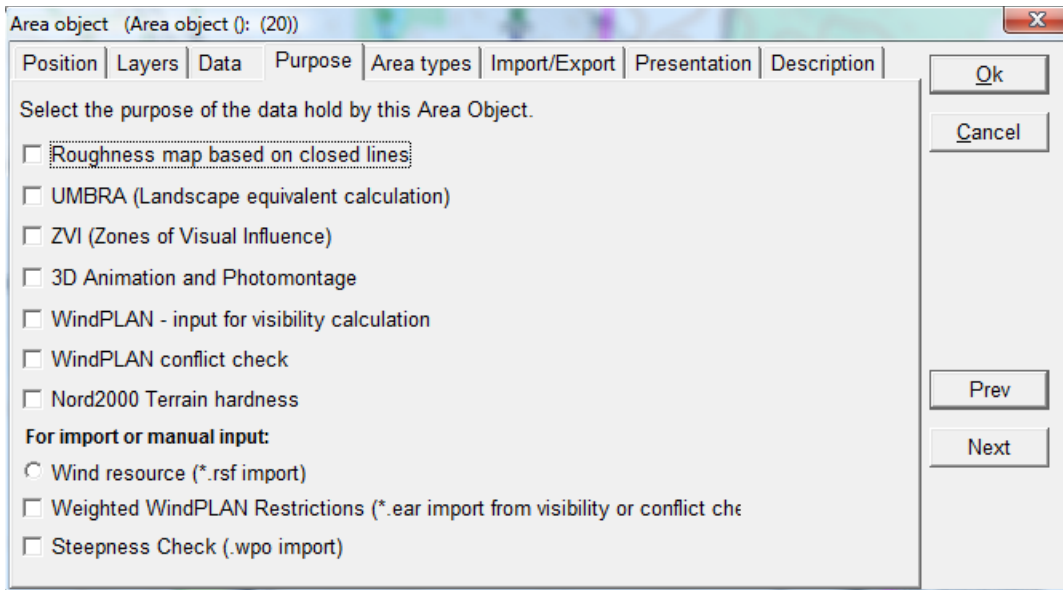 Area object (Area object (): (20))
Position Layers Data Purpose Area types Import/Export Presentation Description
Ok
Select the purpose of the data hold by this Area Object.
Cancel
Roughness map based on closed lines
UMBRA (Landscape equivalent calculation)
ZVI (Zones of Visual Influence)
3D Animation and Photomontage
WindPLAN - input for visibility calculation
WindPLAN conflict check
Nord2000 Terrain hardness
Prev
For import or manual input:
Next
Wind resource (*.rsf import)
Weighted WindPLAN Restrictions (*.ear import from visibility or conflict che
Steepness Check (.wpo import)